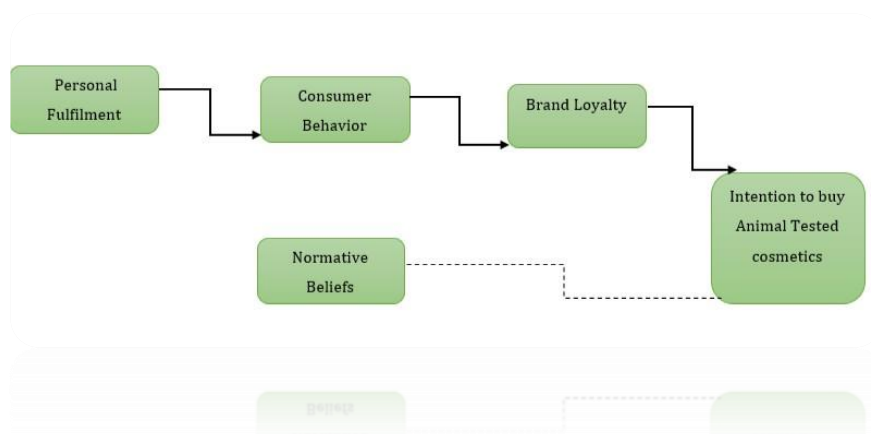 Personal
Fulfilment
Consumer
Behavior
Brand Loyalty
Intention to buy
Animal Tested
cosmetics
Normative
Beliefs